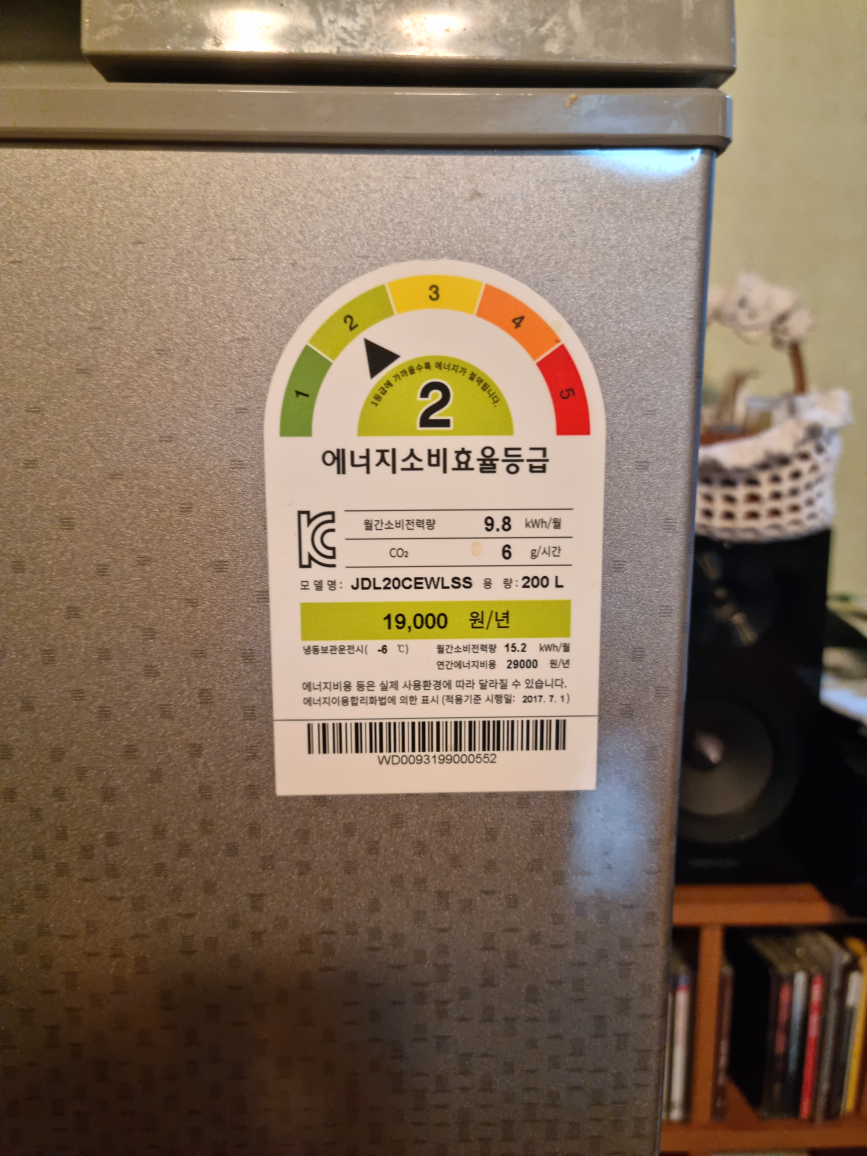 1 2 3 4 5
1등급에 가까울수록 에너지가 절약됩니다.
2
에너지소비효율등급
월간소비전력량 9.8 kWh/월
CO₂ 6 g/시간
모델명: JDL20CEWLSS 용 량: 200 L
19,000 원/년
냉동보관운전시( -6 ℃) 월간소비전력량 15.2 kWh/월
연간에너지비용 29000 원/년
에너지비용 등은 실제 사용환경에 따라 달라질 수 있습니다.
에너지이용합리화법에 의한 표시 (적용기준 시행일: 2017. 7. 1)
WD0093199000552